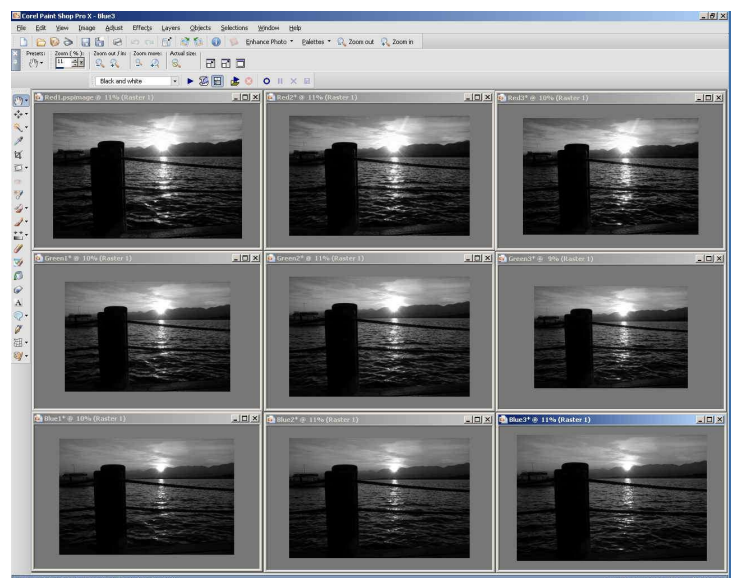 Corel Paint Shop Pro X - Blue3
File Edit View Image Adjust Effects Layers Objects Selections Window Help
Enhance Photo Palettes Zoom out Zoom in
Presets: Zoom (%): Zoom out / in: Zoom more: Actual size:
11
Black and white
Red1.pspimage @ 11% (Raster 1) Red2* @ 11% (Raster 1) Red3* @ 10% (Raster 1)
Green1* @ 10% (Raster 1) Green2* @ 11% (Raster 1) Green3* @ 9% (Raster 1)
Blue1* @ 10% (Raster 1) Blue2* @ 11% (Raster 1) Blue3* @ 11% (Raster 1)